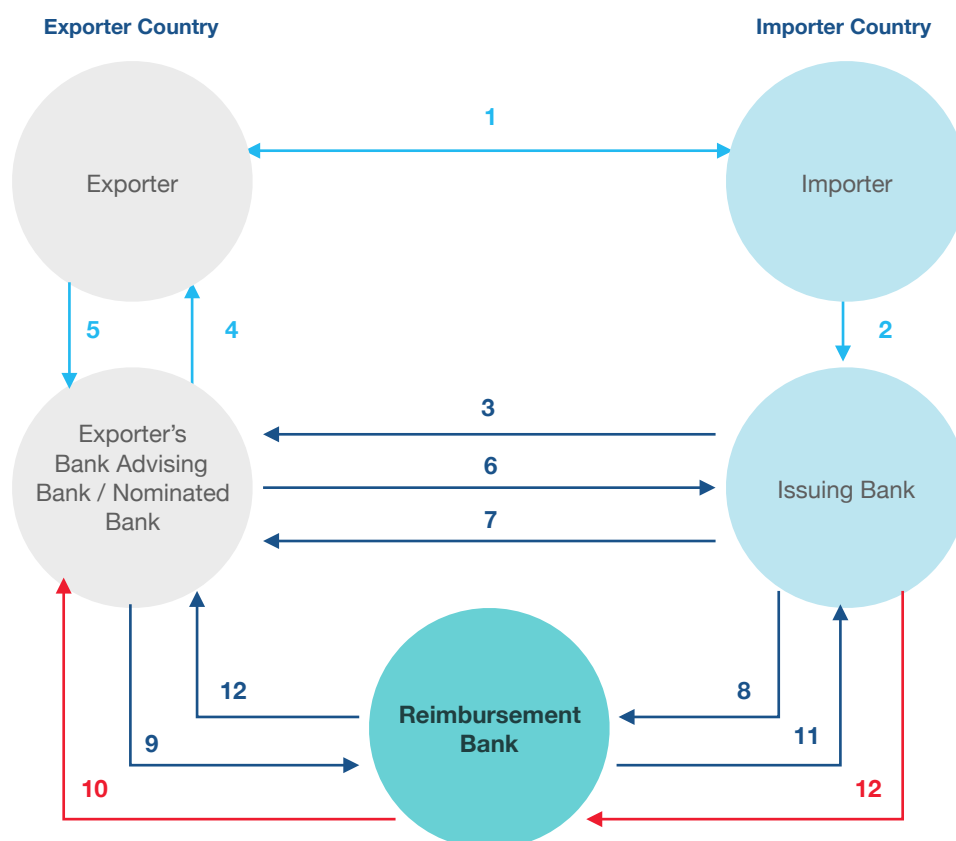 Exporter Country
Importer Country
1
Exporter
Importer
5
4
2
3
Exporter’s
Bank Advising
Bank / Nominated
Bank
6
Issuing Bank
7
12
8
Reimbursement
Bank
9
11
10
12